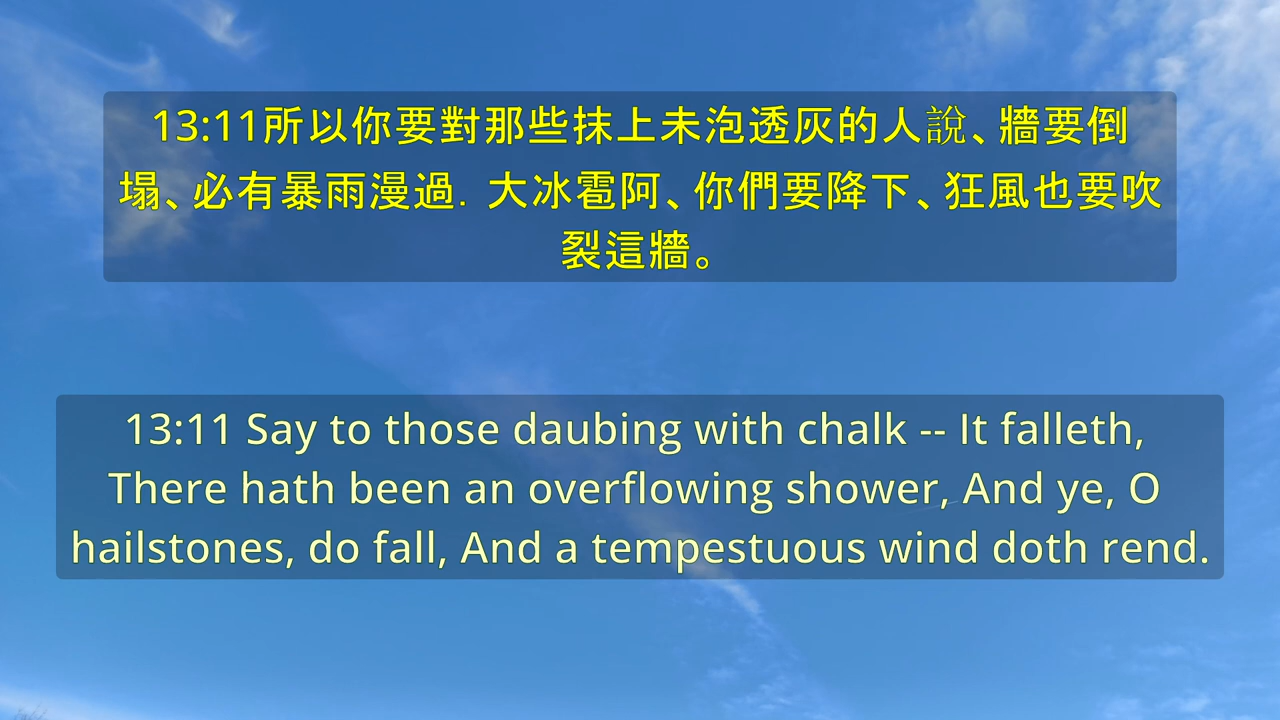 13:11所以你要對那些抹上未泡透灰的人說、牆要倒
塌、必有暴雨漫過．大冰雹阿、你們要降下、狂風也要吹
裂這牆。
13:11 Say to those daubing with chalk -- It falleth,
There hath been an overflowing shower, And ye, O
hailstones, do fall, And a tempestuous wind doth rend.